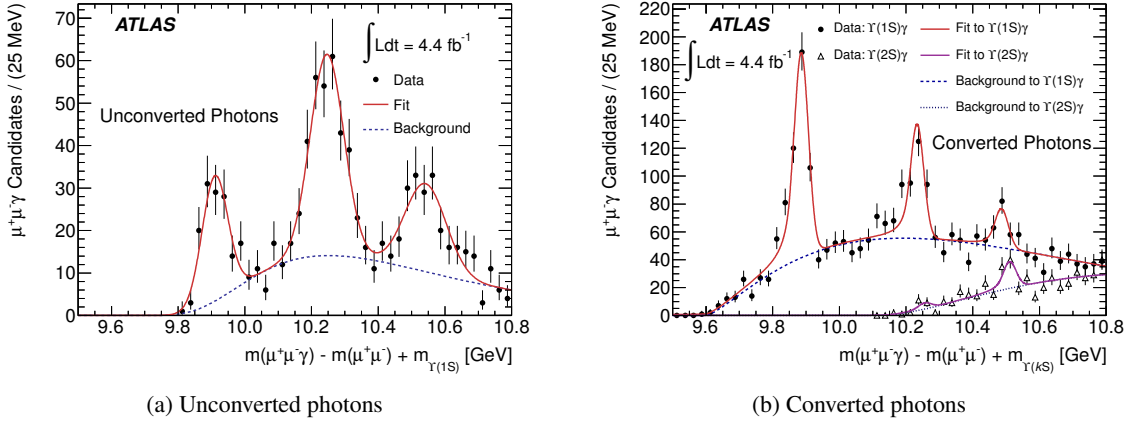 ATLAS
∫Ldt = 4.4 fb⁻¹
Data
Fit
Background
Unconverted Photons
μ⁺μ⁻γ Candidates / (25 MeV)
70
60
50
40
30
20
10
0
9.6 9.8 10.0 10.2 10.4 10.6 10.8
m(μ⁺μ⁻γ) - m(μ⁺μ⁻) + m_ϒ(1S) [GeV]
(a) Unconverted photons
ATLAS
∫Ldt = 4.4 fb⁻¹
Data: ϒ(1S)γ
Data: ϒ(2S)γ
Fit to ϒ(1S)γ
Fit to ϒ(2S)γ
Background to ϒ(1S)γ
Background to ϒ(2S)γ
Converted Photons
μ⁺μ⁻γ Candidates / (25 MeV)
220
200
180
160
140
120
100
80
60
40
20
0
9.6 9.8 10.0 10.2 10.4 10.6 10.8
m(μ⁺μ⁻γ) - m(μ⁺μ⁻) + m_ϒ(kS) [GeV]
(b) Converted photons